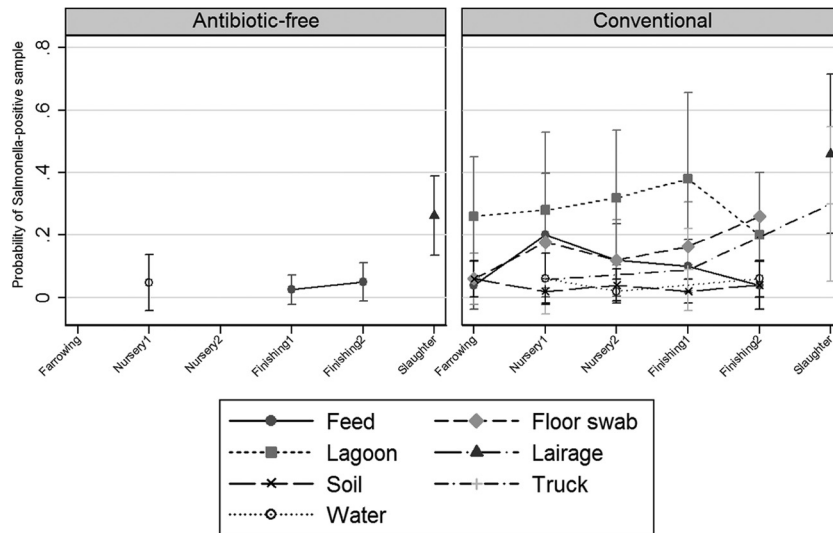 Antibiotic-free Conventional
Probability of Salmonella-positive sample
.8
.6
.4
.2
0
Farrowing Nursery1 Nursery2 Finishing1 Finishing2 Slaughter Farrowing Nursery1 Nursery2 Finishing1 Finishing2 Slaughter
Feed Floor swab
Lagoon Lairage
Soil Truck
Water